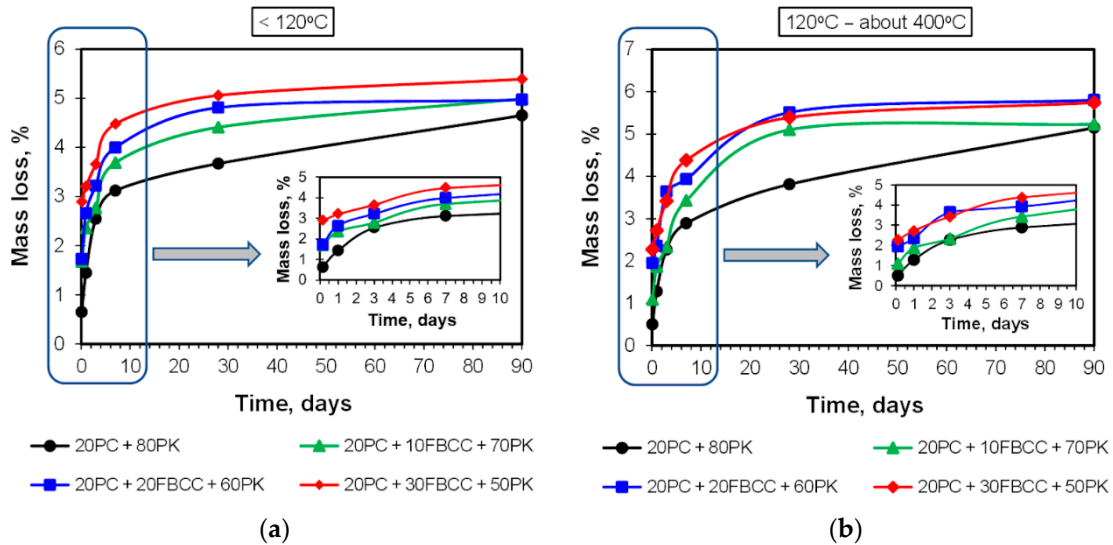 < 120ºC
Mass loss, %
6
5
4
3
2
1
0
0 10 20 30 40 50 60 70 80 90
Time, days
Mass loss, %
5
4
3
2
1
0
0 1 2 3 4 5 6 7 8 9 10
Time, days
20PC + 80PK
20PC + 10FBCC + 70PK
20PC + 20FBCC + 60PK
20PC + 30FBCC + 50PK
(a)
120ºC – about 400ºC
Mass loss, %
7
6
5
4
3
2
1
0
0 10 20 30 40 50 60 70 80 90
Time, days
Mass loss, %
5
4
3
2
1
0
0 1 2 3 4 5 6 7 8 9 10
Time, days
20PC + 80PK
20PC + 10FBCC + 70PK
20PC + 20FBCC + 60PK
20PC + 30FBCC + 50PK
(b)